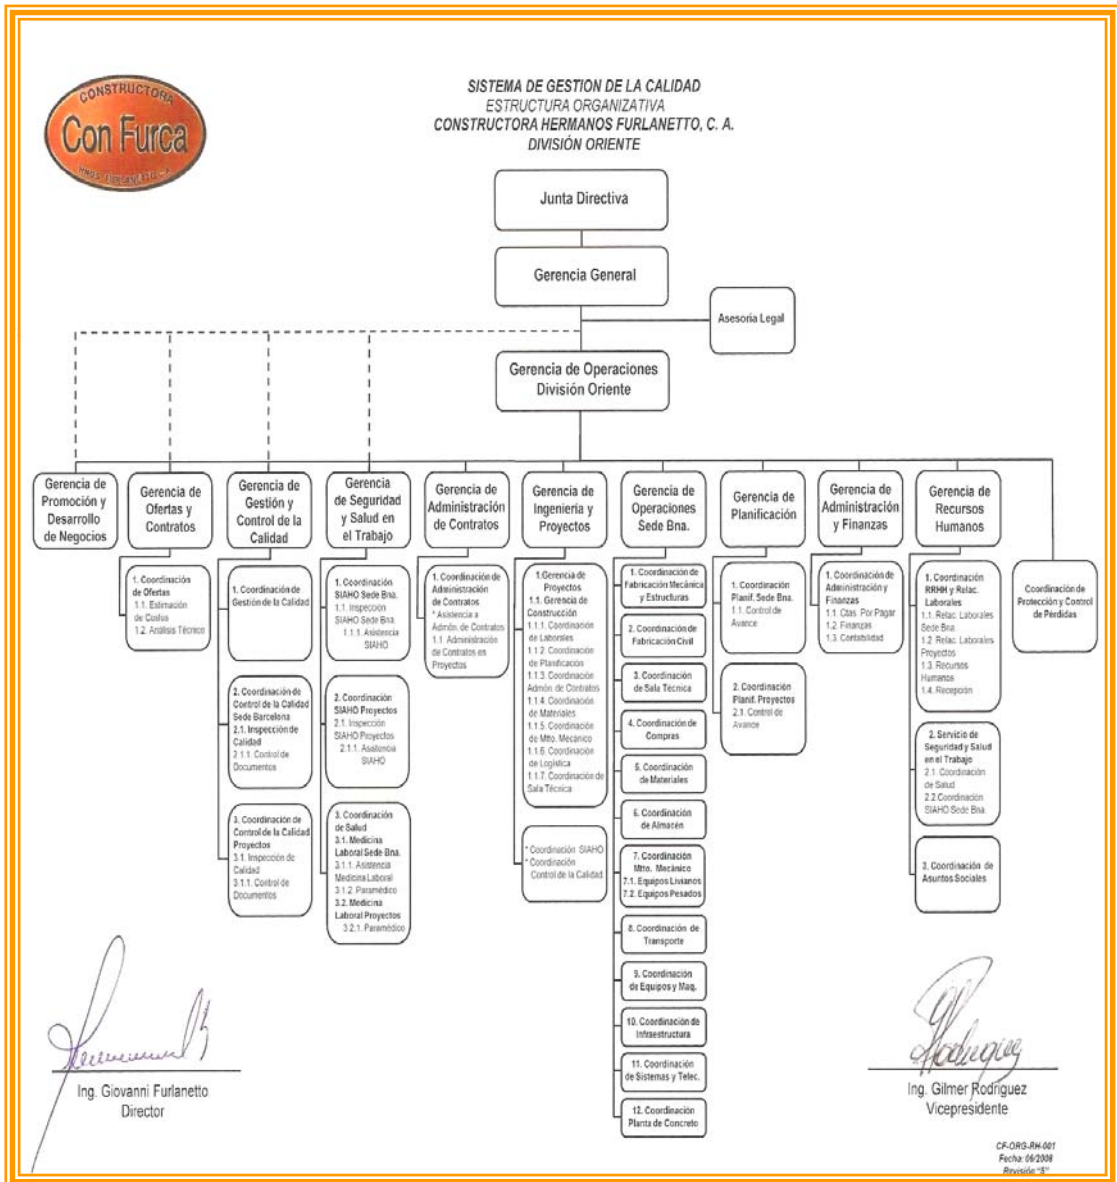 CONSTRUCTORA
Con Furca
HNOS. FURLANETTO, C.A.
SISTEMA DE GESTION DE LA CALIDAD
ESTRUCTURA ORGANIZATIVA
CONSTRUCTORA HERMANOS FURLANETTO, C. A.
DIVISIÓN ORIENTE
Junta Directiva
Gerencia General
Asesoria Legal
Gerencia de Operaciones
División Oriente
Gerencia de
Promoción y
Desarrollo
de Negocios
Gerencia de
Ofertas y
Contratos
1. Coordinación
de Ofertas
1.1. Estimación
de Costos
1.2. Análisis Técnico
Gerencia de
Gestión y
Control de la
Calidad
1. Coordinación de
Gestión de la Calidad
2. Coordinación de
Control de la Calidad
Sede Barcelona
2.1. Inspección de
Calidad
2.1.1. Control de
Documentos
3. Coordinación de
Control de la Calidad
Proyectos
3.1. Inspección de
Calidad
3.1.1. Control de
Documentos
Gerencia
de Seguridad
y Salud en
el Trabajo
1. Coordinación
SIAHO Sede Bna.
1.1. Inspección
SIAHO Sede Bna.
1.1.1. Asistencia
SIAHO
2. Coordinación
SIAHO Proyectos
2.1. Inspección
SIAHO Proyectos
2.1.1. Asistencia
SIAHO
3. Coordinación
de Salud
3.1. Medicina
Laboral Sede Bna.
3.1.1. Asistencia
Medicina Laboral
3.1.2. Paramédico
3.2. Medicina
Laboral Proyectos
3.2.1. Paramédico
Gerencia de
Administración
de Contratos
1. Coordinación de
Administración
de Contratos
* Asistencia a
Admón. de Contratos
1.1. Administración
de Contratos en
Proyectos
Gerencia de
Ingeniería y
Proyectos
1.Gerencia de
Proyectos
1.1. Gerencia de
Construcción
1.1.1. Coordinación
de Laborales
1.1.2. Coordinación
de Planificación
1.1.3. Coordinación
Admón. de Contratos
1.1.4. Coordinación
de Materiales
1.1.5. Coordinación
de Mtto. Mecánico
1.1.6. Coordinación
de Logística
1.1.7. Coordinación de
Sala Técnica
* Coordinación SIAHO
* Coordinación
Control de la Calidad
Gerencia de
Operaciones
Sede Bna.
1. Coordinación de
Fabricación Mecánica
y Estructuras
2. Coordinación de
Fabricación Civil
3. Coordinación
de Sala Técnica
4. Coordinación de
Compras
5. Coordinación
de Materiales
6. Coordinación
de Almacén
7. Coordinación
Mtto. Mecánico
7.1. Equipos Livianos
7.2. Equipos Pesados
8. Coordinación de
Transporte
9. Coordinación
de Equipos y Maq.
10. Coordinación de
Infraestructura
11. Coordinación
de Sistemas y Telec.
12. Coordinación
Planta de Concreto
Gerencia de
Planificación
1. Coordinación
Planif. Sede Bna.
1.1. Control de
Avance
2. Coordinación
Planif. Proyectos
2.1. Control de
Avance
Gerencia de
Administración
y Finanzas
1. Coordinación de
Administración y
Finanzas
1.1. Ctas. Por Pagar
1.2. Finanzas
1.3. Contabilidad
Gerencia de
Recursos
Humanos
1. Coordinación
RRHH y Relac.
Laborales
1.1. Relac. Laborales
Sede Bna.
1.2 Relac. Laborales
Proyectos
1.3. Recursos
Humanos
1.4. Recepción
2. Servicio de
Seguridad y Salud
en el Trabajo
2.1. Coordinación
de Salud
2.2 Coordinación
SIAHO Sede Bna.
3. Coordinación de
Asuntos Sociales
Coordinación de
Protección y Control
de Pérdidas
Ing. Giovanni Furlanetto
Director
Ing. Gilmer Rodriguez
Vicepresidente
CF-ORG-RH-001
Fecha: 06/2008
Revisión "5"